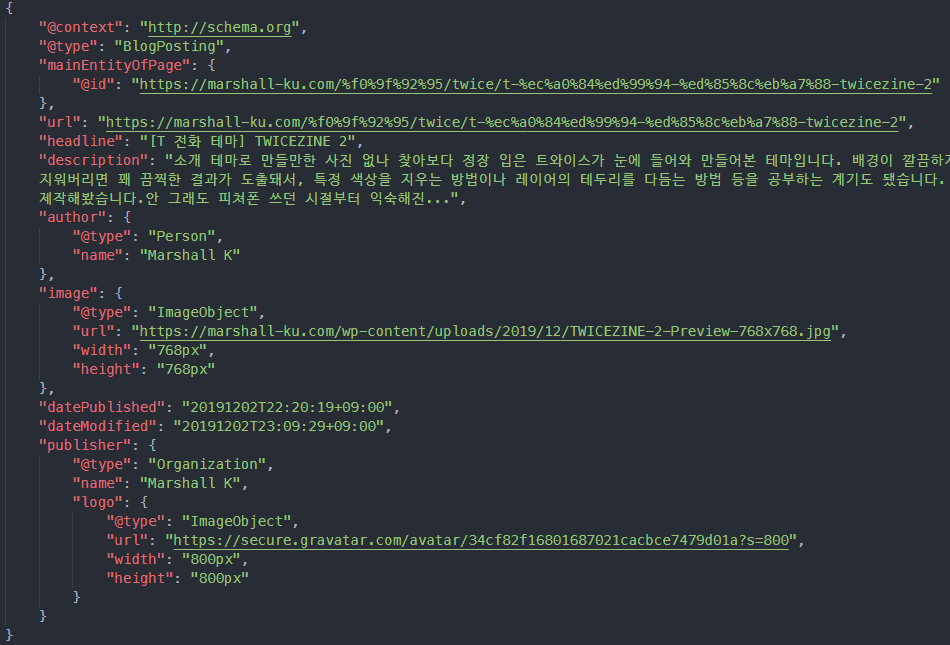 {
"@context": "http://schema.org",
"@type": "BlogPosting",
"mainEntityOfPage": {
"@id": "https://marshall-ku.com/%f0%9f%92%95/twice/t-%ec%a0%84%ed%99%94-%ed%85%8c%eb%a7%88-twicezine-2"
},
"url": "https://marshall-ku.com/%f0%9f%92%95/twice/t-%ec%a0%84%ed%99%94-%ed%85%8c%eb%a7%88-twicezine-2",
"headline": "[T 전화 테마] TWICEZINE 2",
"description": "소개 테마로 만들만한 사진 없나 찾아보다 정장 입은 트와이스가 눈에 들어와 만들어본 테마입니다. 배경이 깔끔하
지워버리면 꽤 끔찍한 결과가 도출돼서, 특정 색상을 지우는 방법이나 레이어의 테두리를 다듬는 방법 등을 공부하는 계기도 됐습니다.
제작해봤습니다.안 그래도 피쳐폰 쓰던 시절부터 익숙해진...",
"author": {
"@type": "Person",
"name": "Marshall K"
},
"image": {
"@type": "ImageObject",
"url": "https://marshall-ku.com/wp-content/uploads/2019/12/TWICEZINE-2-Preview-768x768.jpg",
"width": "768px",
"height": "768px"
},
"datePublished": "20191202T22:20:19+09:00",
"dateModified": "20191202T23:09:29+09:00",
"publisher": {
"@type": "Organization",
"name": "Marshall K",
"logo": {
"@type": "ImageObject",
"url": "https://secure.gravatar.com/avatar/34cf82f16801687021cacbce7479d01a?s=800",
"width": "800px",
"height": "800px"
}
}
}